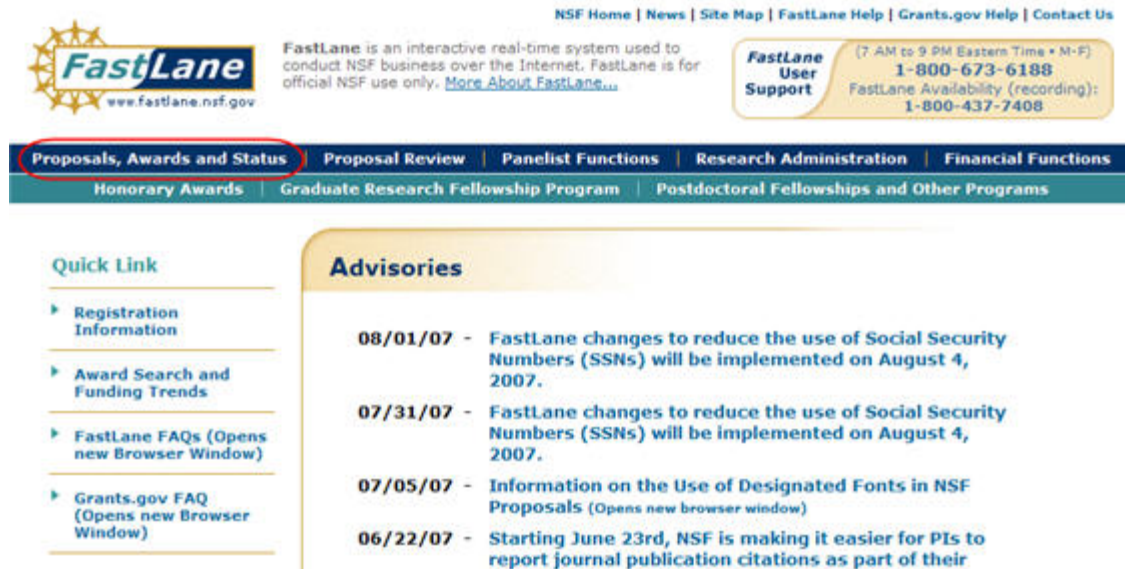 NSF Home | News | Site Map | FastLane Help | Grants.gov Help | Contact Us
FastLane
www.fastlane.nsf.gov
FastLane is an interactive real-time system used to
conduct NSF business over the Internet. FastLane is for
official NSF use only. More About FastLane...
FastLane
User
Support
(7 AM to 9 PM Eastern Time • M-F)
1-800-673-6188
FastLane Availability (recording):
1-800-437-7408
Proposals, Awards and Status | Proposal Review | Panelist Functions | Research Administration | Financial Functions
Honorary Awards | Graduate Research Fellowship Program | Postdoctoral Fellowships and Other Programs
Quick Link
Registration
Information
Award Search and
Funding Trends
FastLane FAQs (Opens
new Browser Window)
Grants.gov FAQ
(Opens new Browser
Window)
Advisories
08/01/07 - FastLane changes to reduce the use of Social Security
Numbers (SSNs) will be implemented on August 4,
2007.
07/31/07 - FastLane changes to reduce the use of Social Security
Numbers (SSNs) will be implemented on August 4,
2007.
07/05/07 - Information on the Use of Designated Fonts in NSF
Proposals (Opens new browser window)
06/22/07 - Starting June 23rd, NSF is making it easier for PIs to
report journal publication citations as part of their